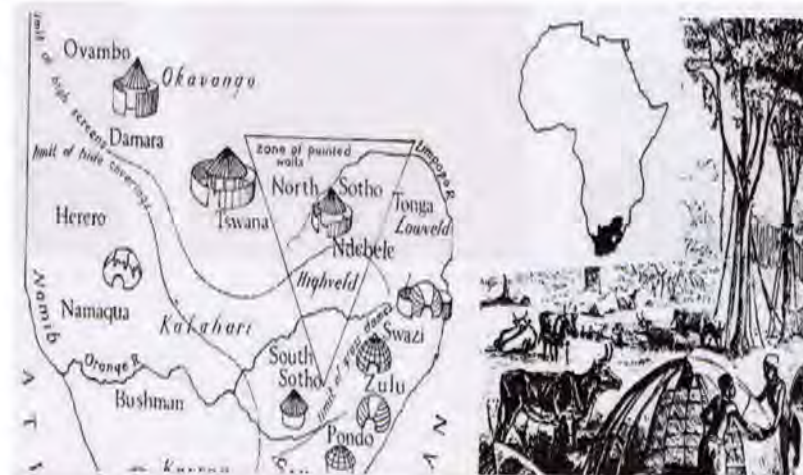 limit of high screens
Ovambo
Okavango
Damara
limit of hide coverings
zone of painted
walls
Limpopo R.
North Sotho
Tonga
Lowveld
Tswana
Ndebele
Herero
Highveld
Namib
Namaqua
Kalahari
Swazi
limit of grass domes
Orange R.
South
Sotho
Zulu
Bushman
Pondo
A T L
N
V